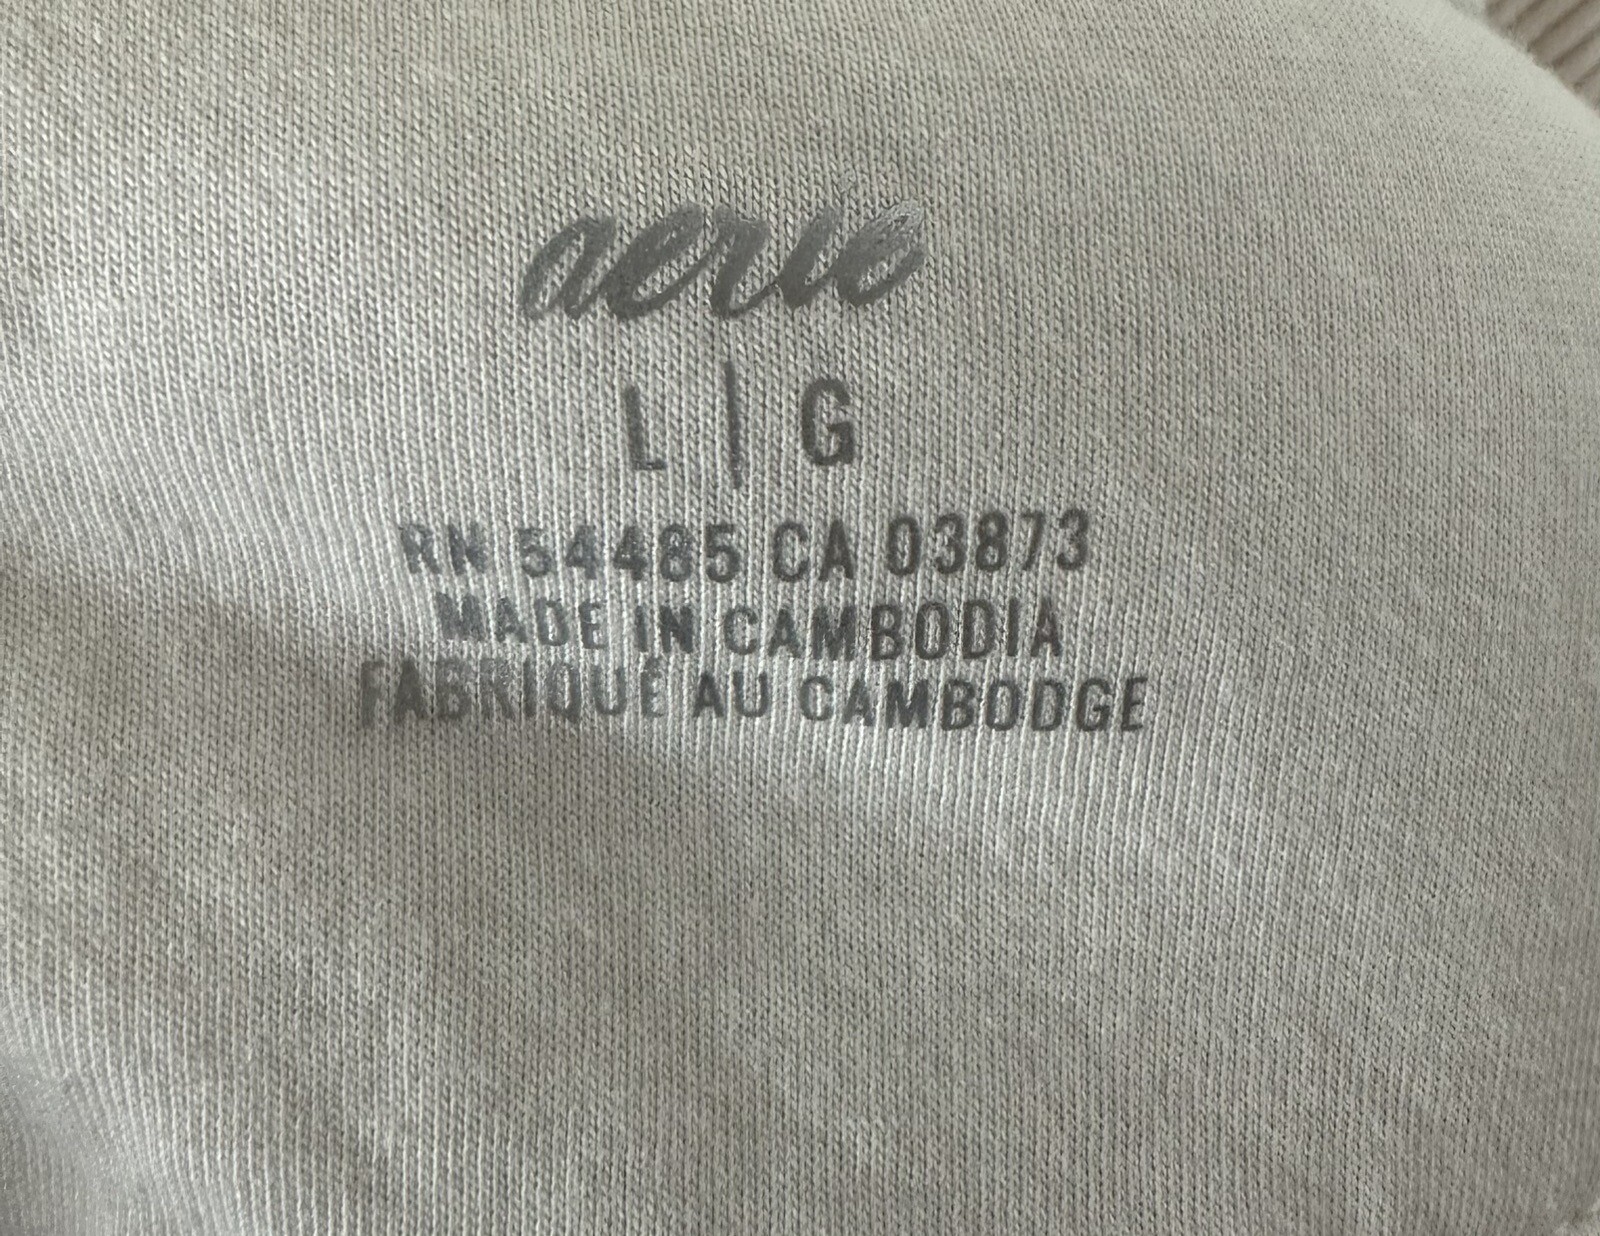 aerie
L | G
RN 54485 CA 03873
MADE IN CAMBODIA
FABRIQUÉ AU CAMBODGE